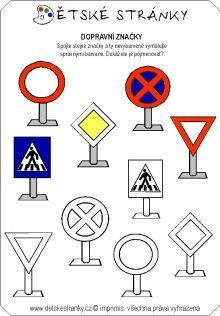 DĚTSKÉ STRÁNKY
DOPRAVNÍ ZNAČKY
Spojte stejné značky a ty nevybarvené vymalujte
správnými barvami. Dokážete je pojmenovat?
www.detskestranky.cz © imprimis. všechna práva vyhrazena